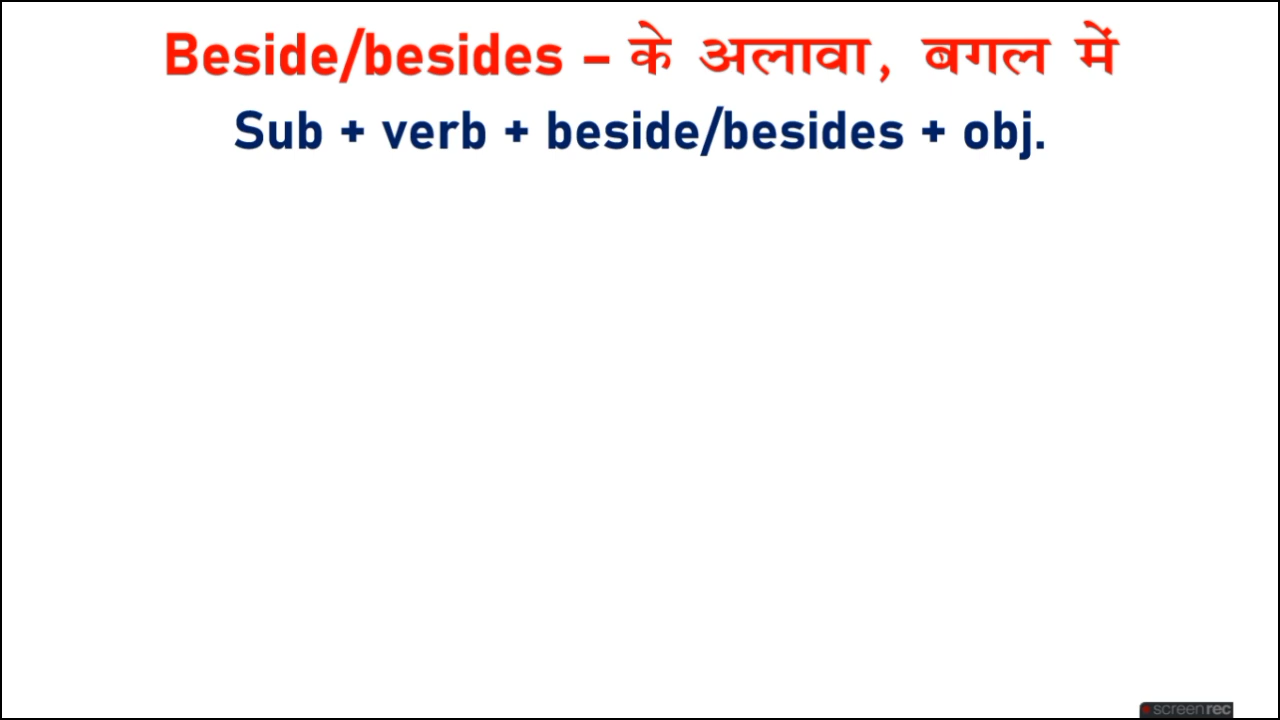 Beside/besides – के अलावा, बगल में
Sub + verb + beside/besides + obj.
screenrec